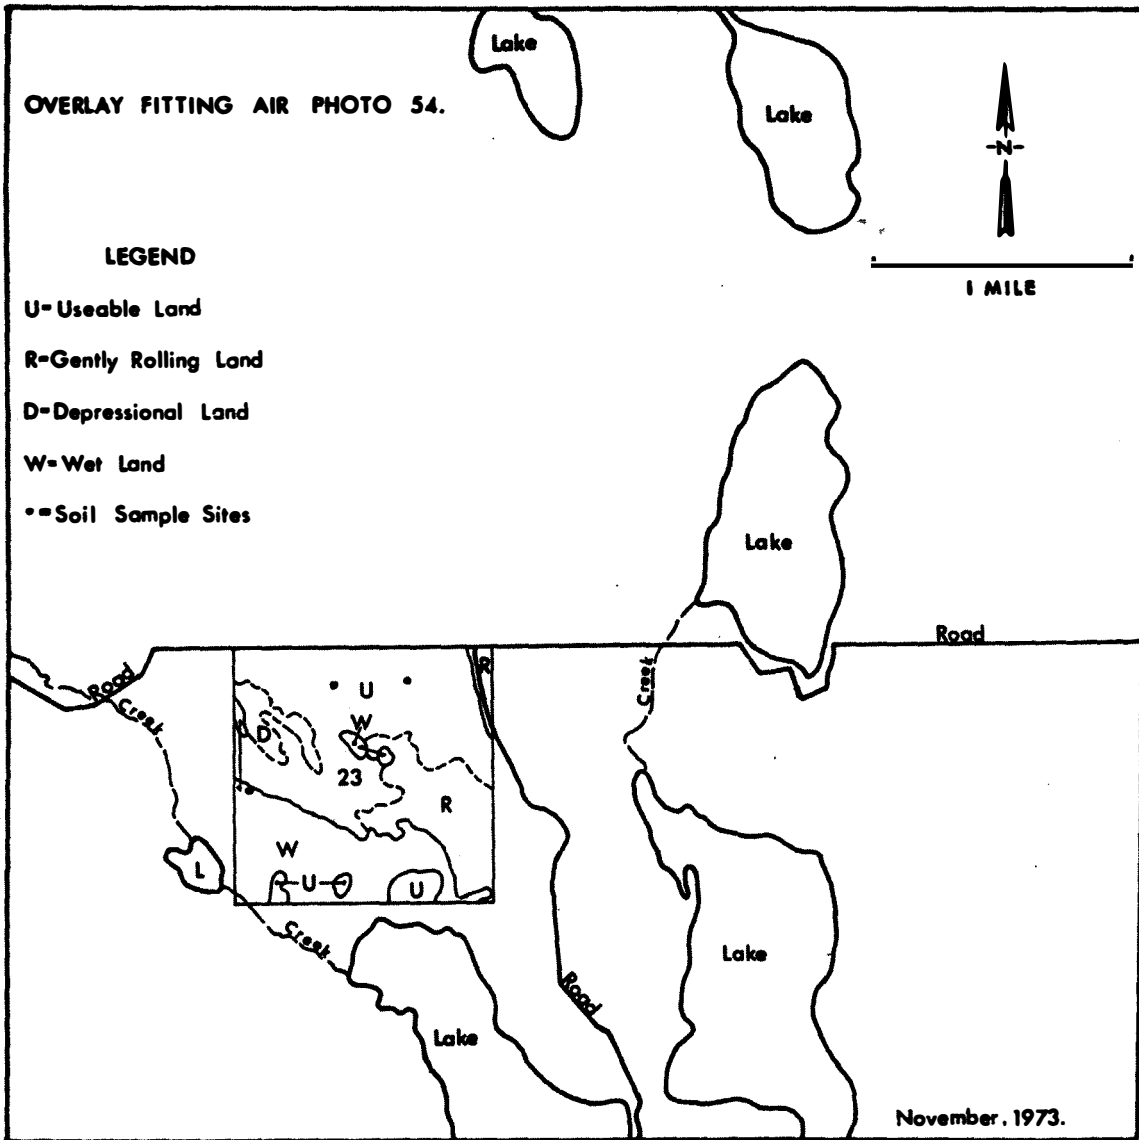 Lake
OVERLAY FITTING AIR PHOTO 54.
Lake
-N-
LEGEND
1 MILE
U=Useable Land
R=Gently Rolling Land
D=Depressional Land
W=Wet Land
•=Soil Sample Sites
Lake
Road
Road
Creek
Creek
R
U
W
D
23
R
W
L
U
U
Creek
Lake
Road
Lake
November, 1973.